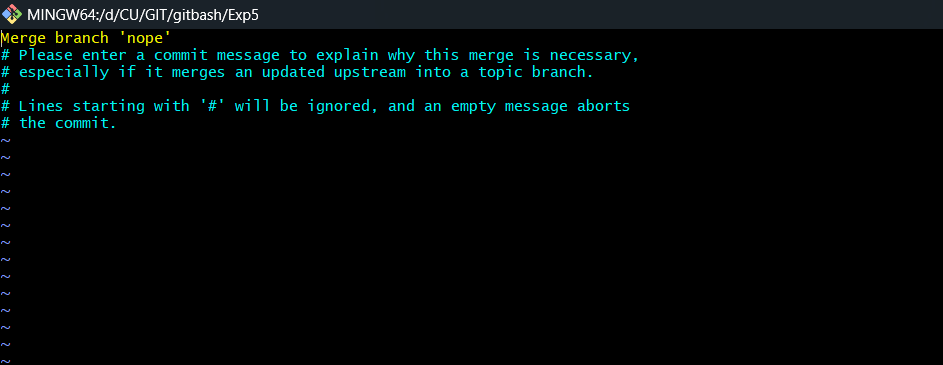 MINGW64:/d/CU/GIT/gitbash/Exp5
Merge branch 'nope'
# Please enter a commit message to explain why this merge is necessary,
# especially if it merges an updated upstream into a topic branch.
#
# Lines starting with '#' will be ignored, and an empty message aborts
# the commit.
~
~
~
~
~
~
~
~
~
~
~
~
~
~